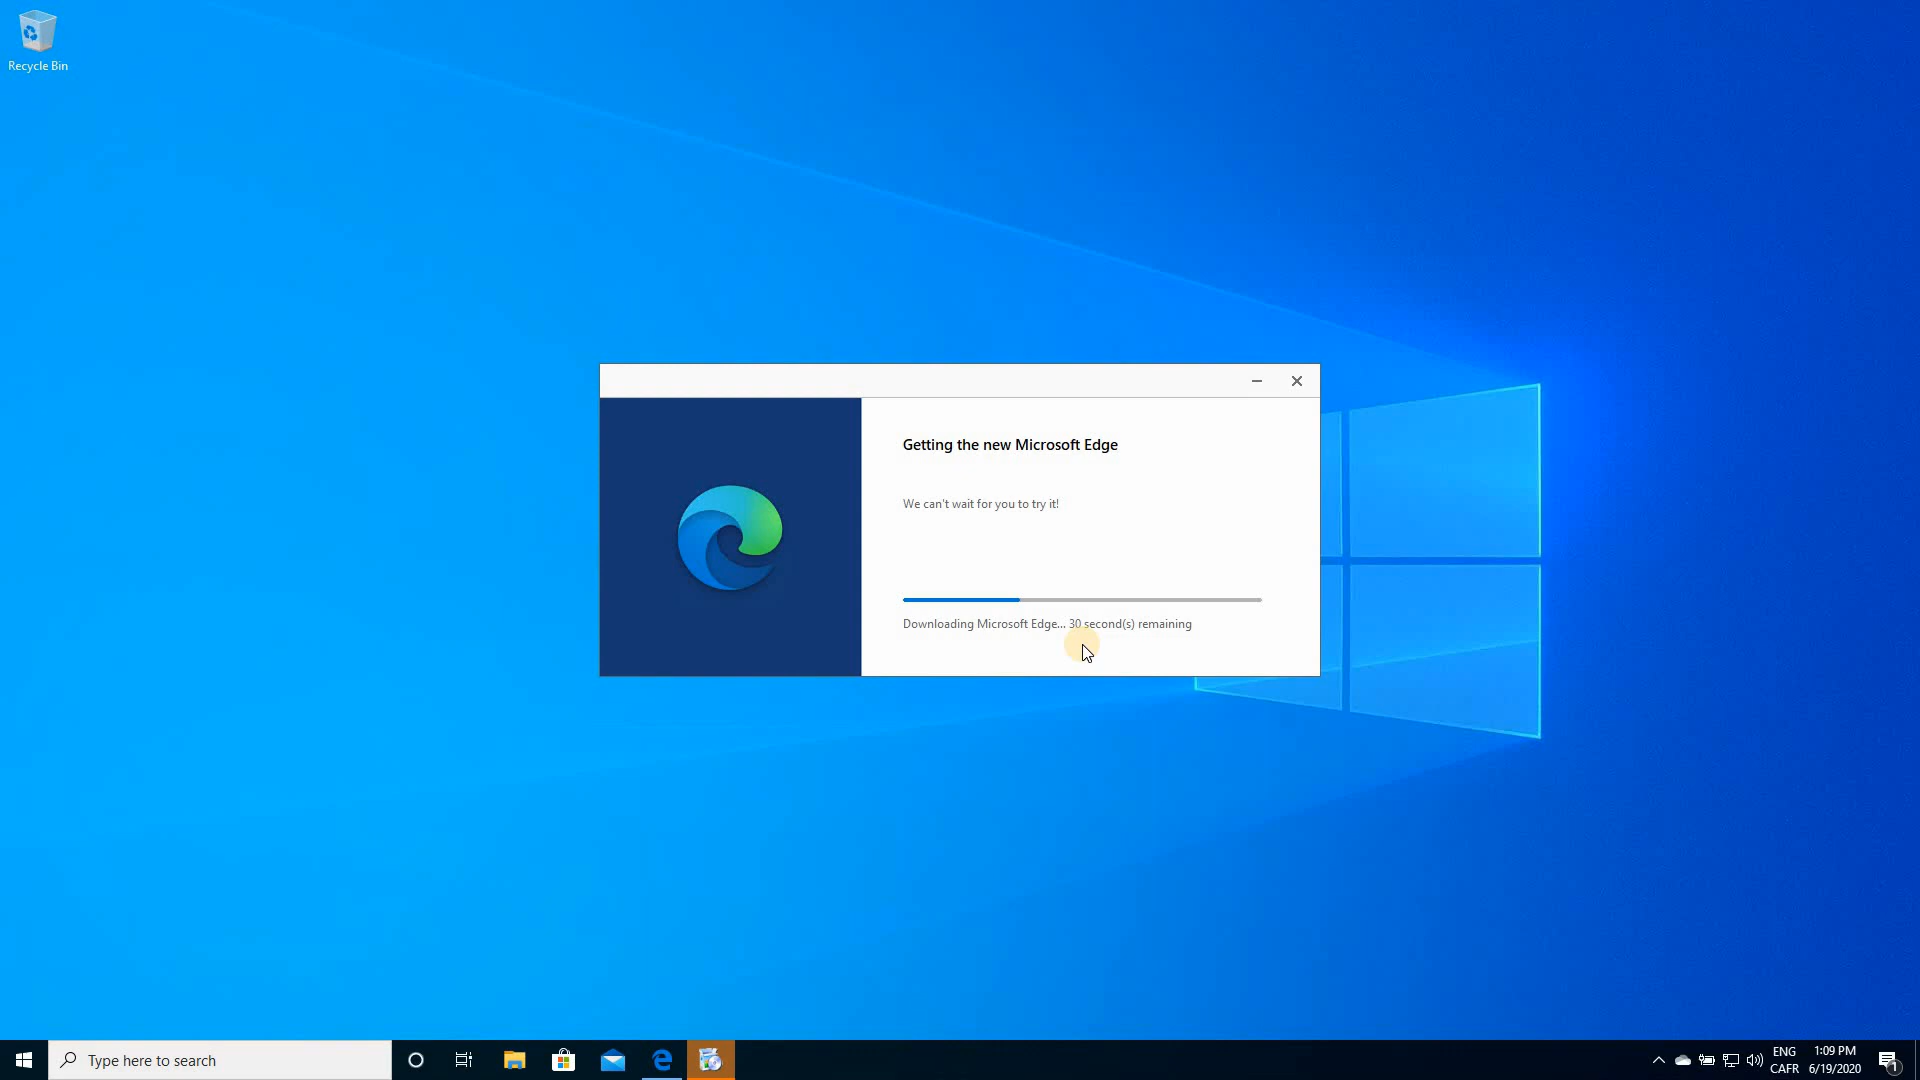 Recycle Bin
Getting the new Microsoft Edge
We can't wait for you to try it!
Downloading Microsoft Edge... 30 second(s) remaining
Type here to search
ENG
CAFR
1:09 PM
6/19/2020
1